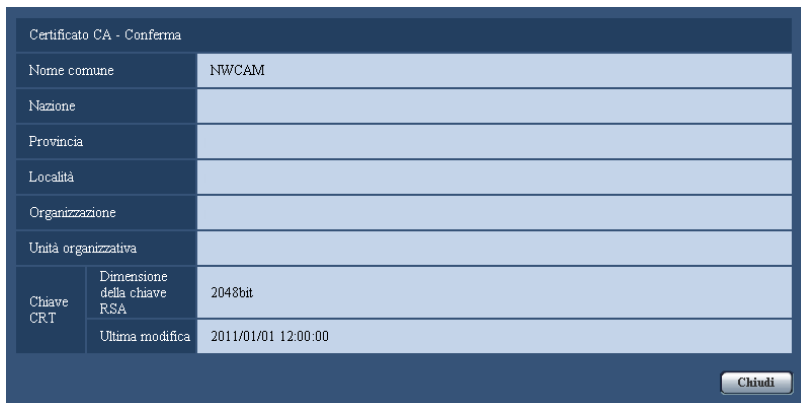 Certificato CA - Conferma
Nome comune NWCAM
Nazione
Provincia
Località
Organizzazione
Unità organizzativa
Chiave CRT
Dimensione della chiave RSA
2048bit
Ultima modifica 2011/01/01 12:00:00
Chiudi